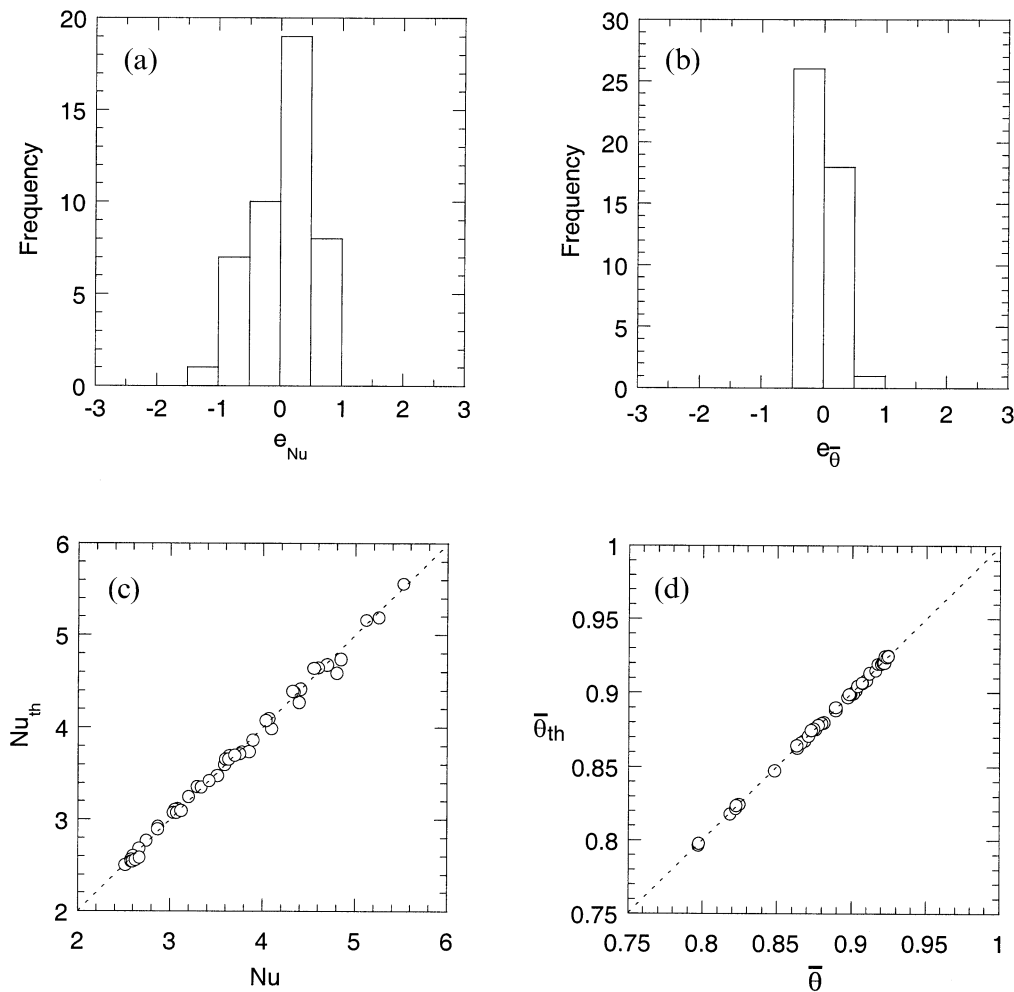 (a)
Frequency
20
15
10
5
0
-3 -2 -1 0 1 2 3
e_Nu
(b)
Frequency
30
25
20
15
10
5
0
-3 -2 -1 0 1 2 3
e_θ̅
(c)
Nu_th
6
5
4
3
2
2 3 4 5 6
Nu
(d)
θ̅_th
1
0.95
0.9
0.85
0.8
0.75
0.75 0.8 0.85 0.9 0.95 1
θ̅